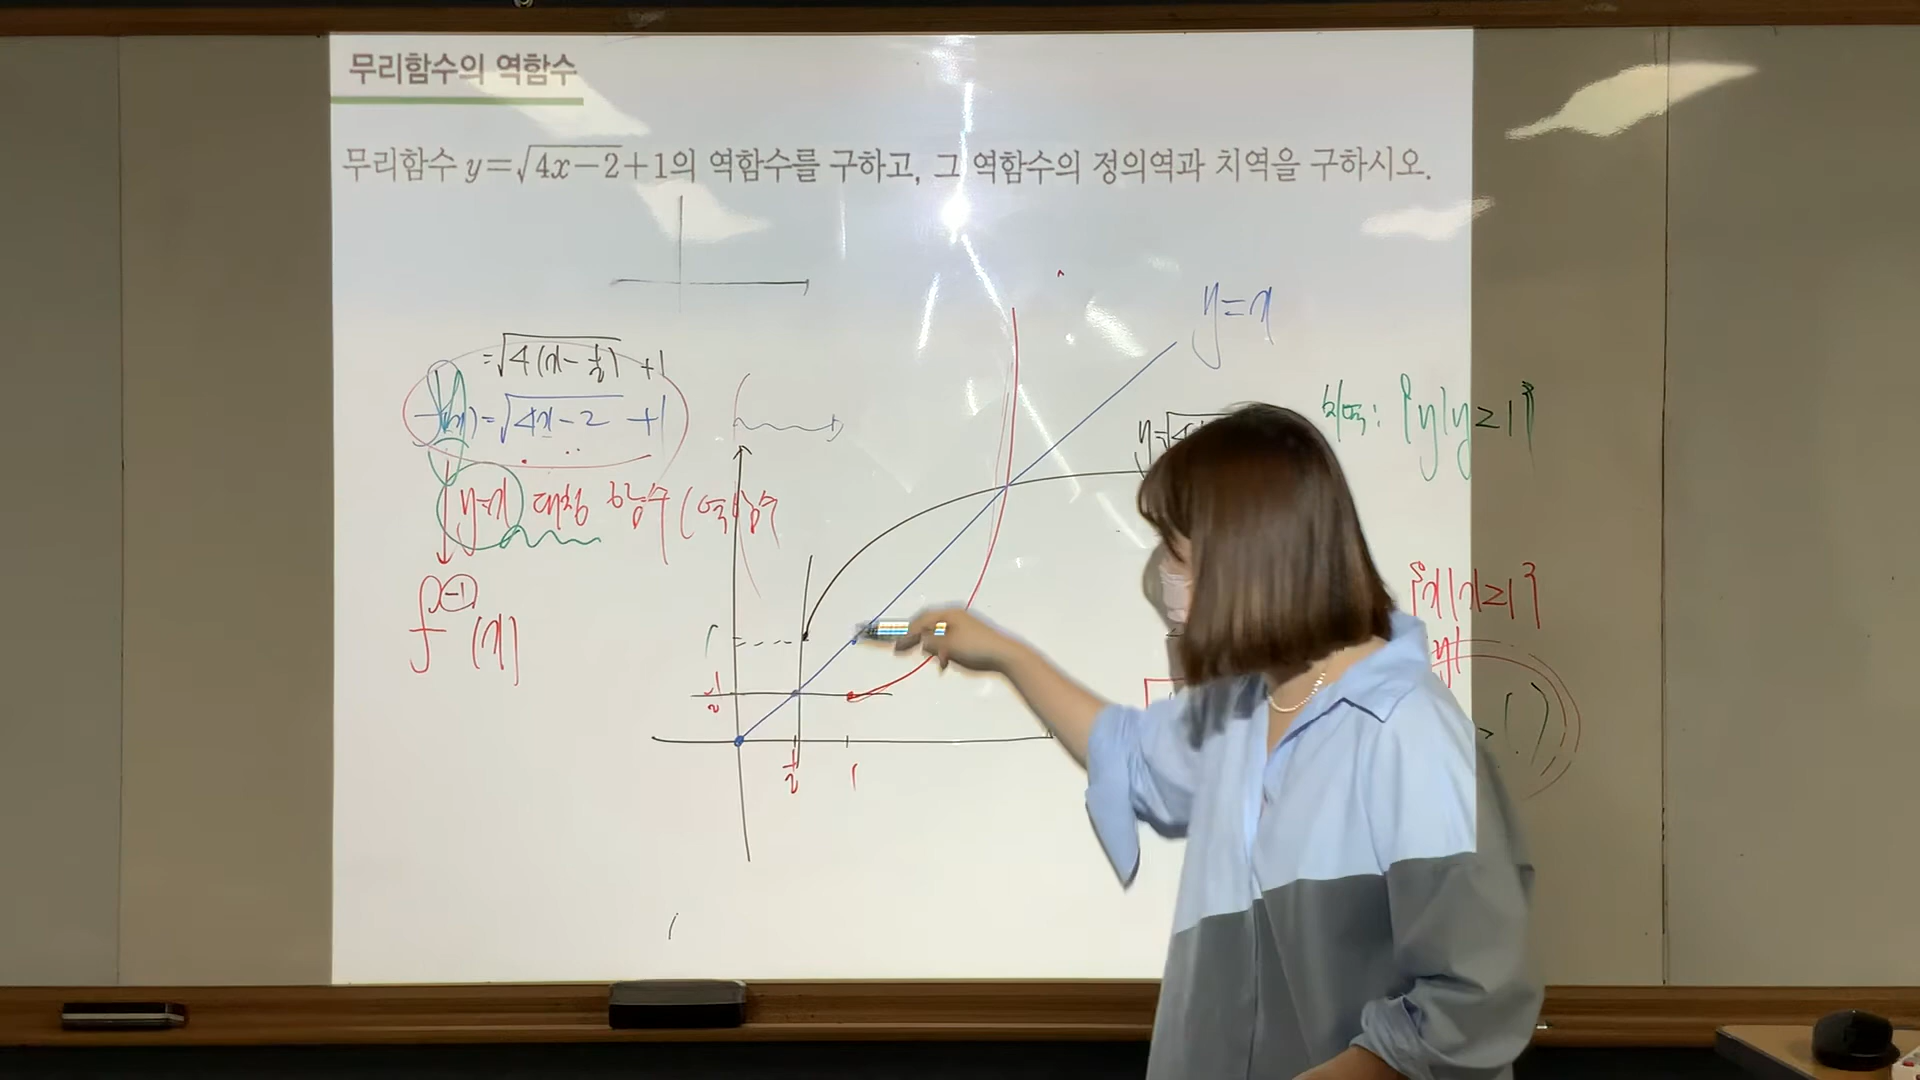 무리함수의 역함수
무리함수 y=√4x−2+1의 역함수를 구하고, 그 역함수의 정의역과 치역을 구하시오.
y=x
=√4(x−1/2) +1
f(x)=√4x−2 +1
치역: {y|y≥1}
y=x 대칭 함수 (역함수
f⁻¹(x)
{x|x≥1}
1
1/2
1/2
1